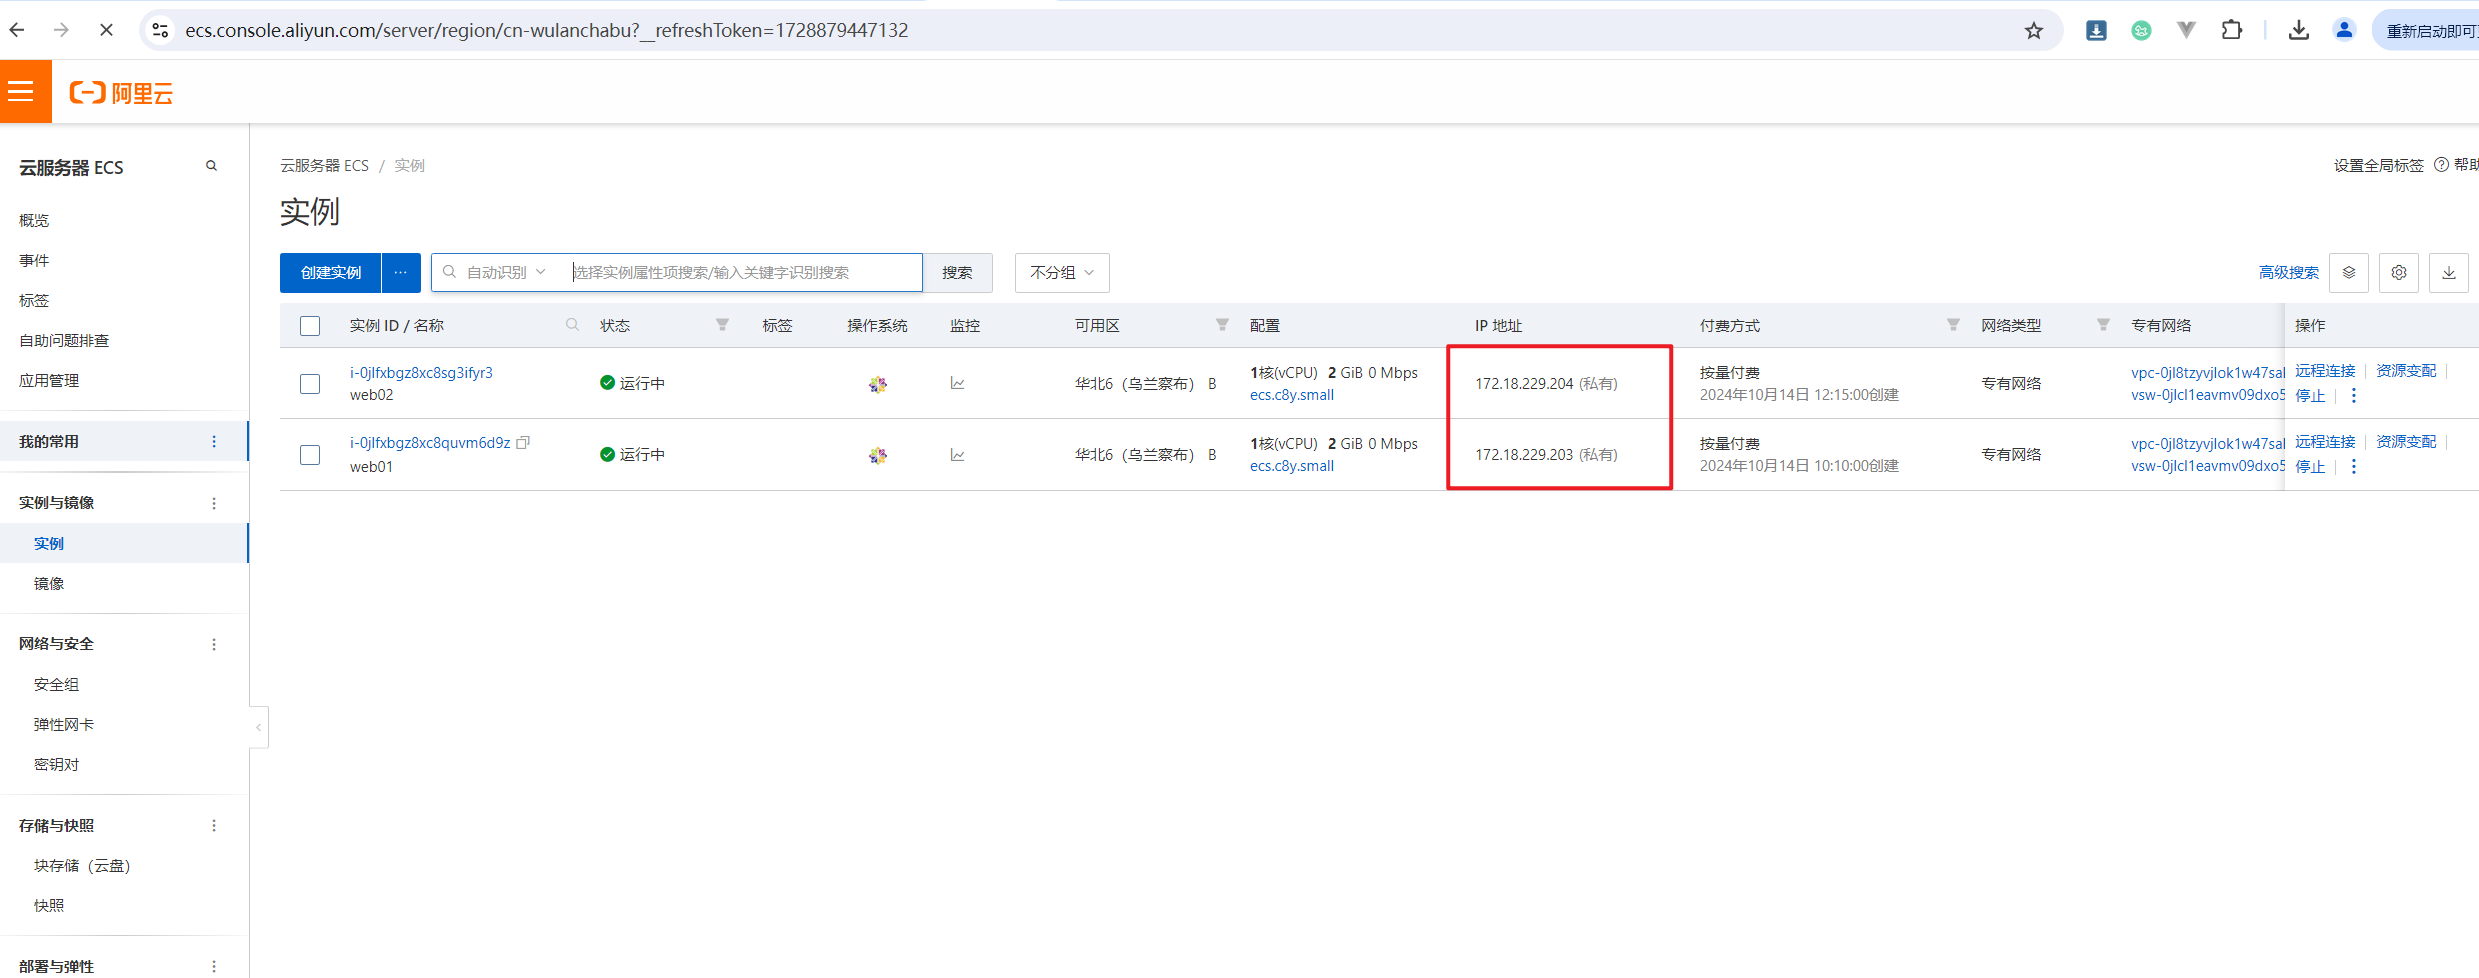 ecs.console.aliyun.com/server/region/cn-wulanchabu?__refreshToken=1728879447132
重新启动即可
阿里云
云服务器 ECS
概览
事件
标签
自助问题排查
应用管理
我的常用
实例与镜像
实例
镜像
网络与安全
安全组
弹性网卡
密钥对
存储与快照
块存储（云盘）
快照
部署与弹性
云服务器 ECS / 实例
设置全局标签 帮助
实例
创建实例 ... 自动识别 选择实例属性项搜索/输入关键字识别搜索 搜索 不分组 高级搜索
实例 ID / 名称 状态 标签 操作系统 监控 可用区 配置 IP 地址 付费方式 网络类型 专有网络 操作
i-0jlfxbgz8xc8sg3ifyr3
web02
运行中
华北6（乌兰察布） B
1核(vCPU) 2 GiB 0 Mbps
ecs.c8y.small
172.18.229.204 (私有)
按量付费
2024年10月14日 12:15:00创建
专有网络
vpc-0jl8tzyvjlok1w47sal
vsw-0jlcl1eavmv09dxo5
远程连接 资源变配
停止
i-0jlfxbgz8xc8quvm6d9z
web01
运行中
华北6（乌兰察布） B
1核(vCPU) 2 GiB 0 Mbps
ecs.c8y.small
172.18.229.203 (私有)
按量付费
2024年10月14日 10:10:00创建
专有网络
vpc-0jl8tzyvjlok1w47sal
vsw-0jlcl1eavmv09dxo5
远程连接 资源变配
停止